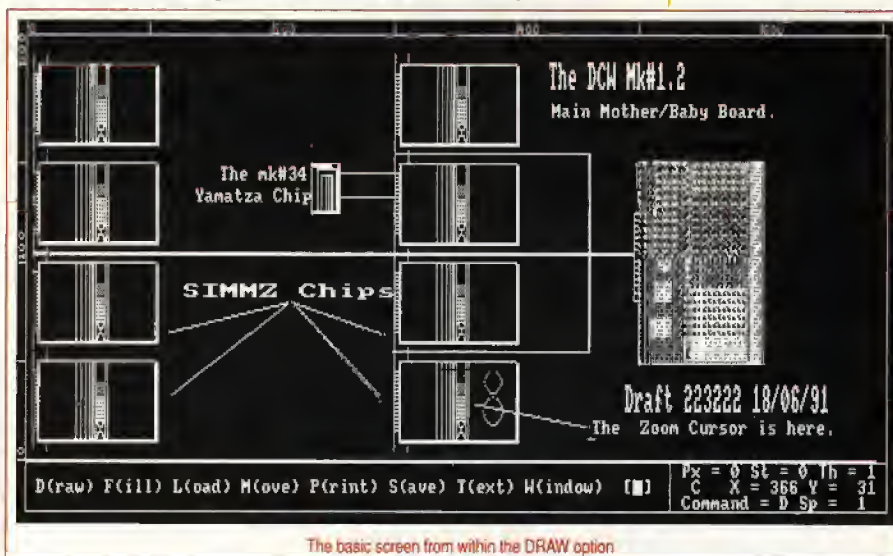 The DCW Mk#1.2
Main Mother/Baby Board.
The mk#34
Yamatza Chip
SIMMZ Chips
Draft 223222 18/06/91
The Zoom Cursor is here.
D(raw) F(ill) L(oad) M(ove) P(rint) S(ave) T(ext) W(indow) [█]
Px = 0 St = 0 Th = 1
C X = 366 Y = 31
Command = D Sp = 1
The basic screen from within the DRAW option